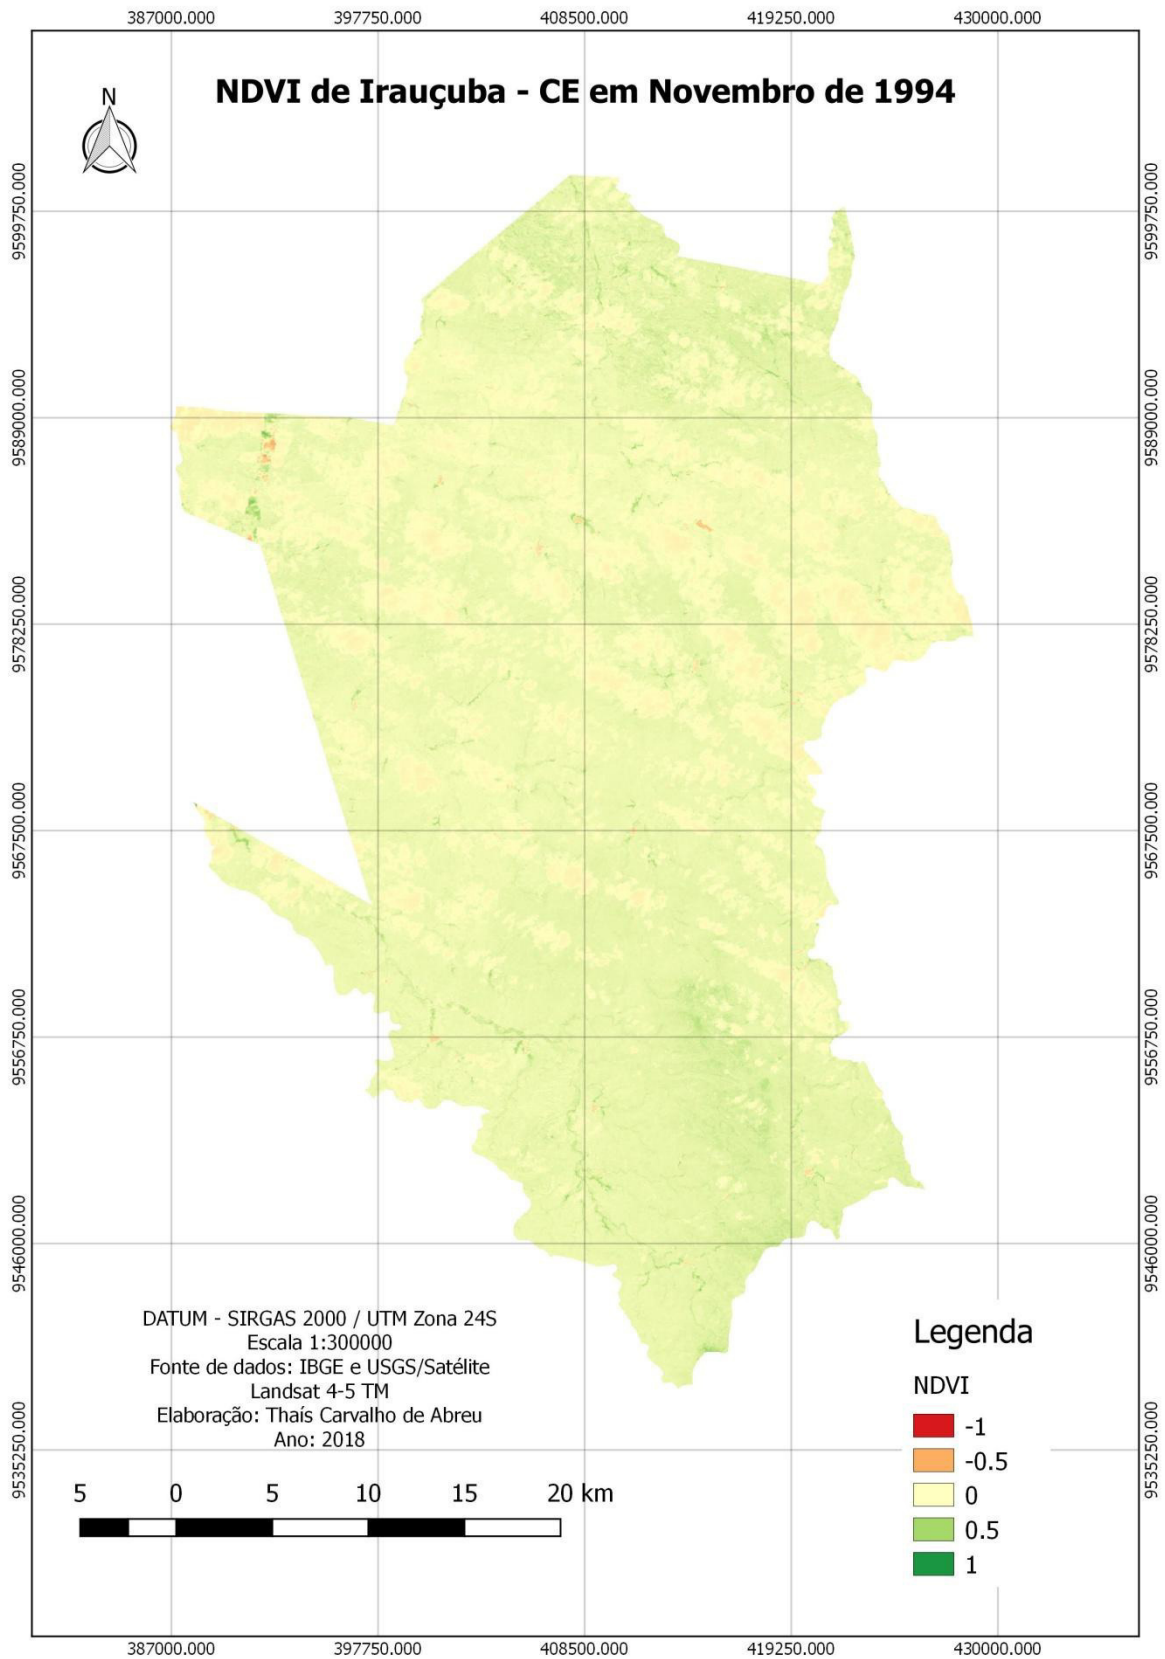 387000.000 397750.000 408500.000 419250.000 430000.000
NDVI de Irauçuba - CE em Novembro de 1994
N
9599750.000 9599750.000
9589000.000 9589000.000
9578250.000 9578250.000
9567500.000 9567500.000
9556750.000 9556750.000
9546000.000 9546000.000
9535250.000 9535250.000
DATUM - SIRGAS 2000 / UTM Zona 24S
Escala 1:300000
Fonte de dados: IBGE e USGS/Satélite
Landsat 4-5 TM
Elaboração: Thaís Carvalho de Abreu
Ano: 2018
5 0 5 10 15 20 km
Legenda
NDVI
-1
-0.5
0
0.5
1
387000.000 397750.000 408500.000 419250.000 430000.000